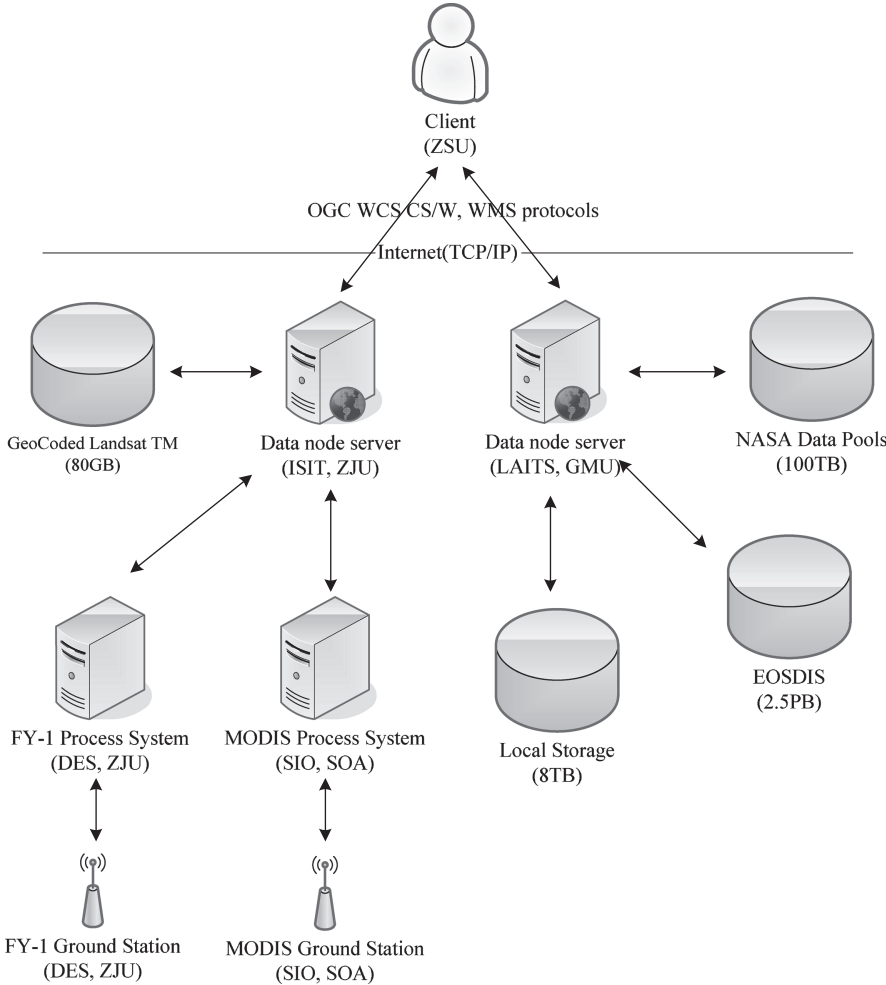 Client
(ZSU)
OGC WCS CS/W, WMS protocols
Internet(TCP/IP)
GeoCoded Landsat TM
(80GB)
Data node server
(ISIT, ZJU)
Data node server
(LAITS, GMU)
NASA Data Pools
(100TB)
FY-1 Process System
(DES, ZJU)
MODIS Process System
(SIO, SOA)
Local Storage
(8TB)
EOSDIS
(2.5PB)
FY-1 Ground Station
(DES, ZJU)
MODIS Ground Station
(SIO, SOA)